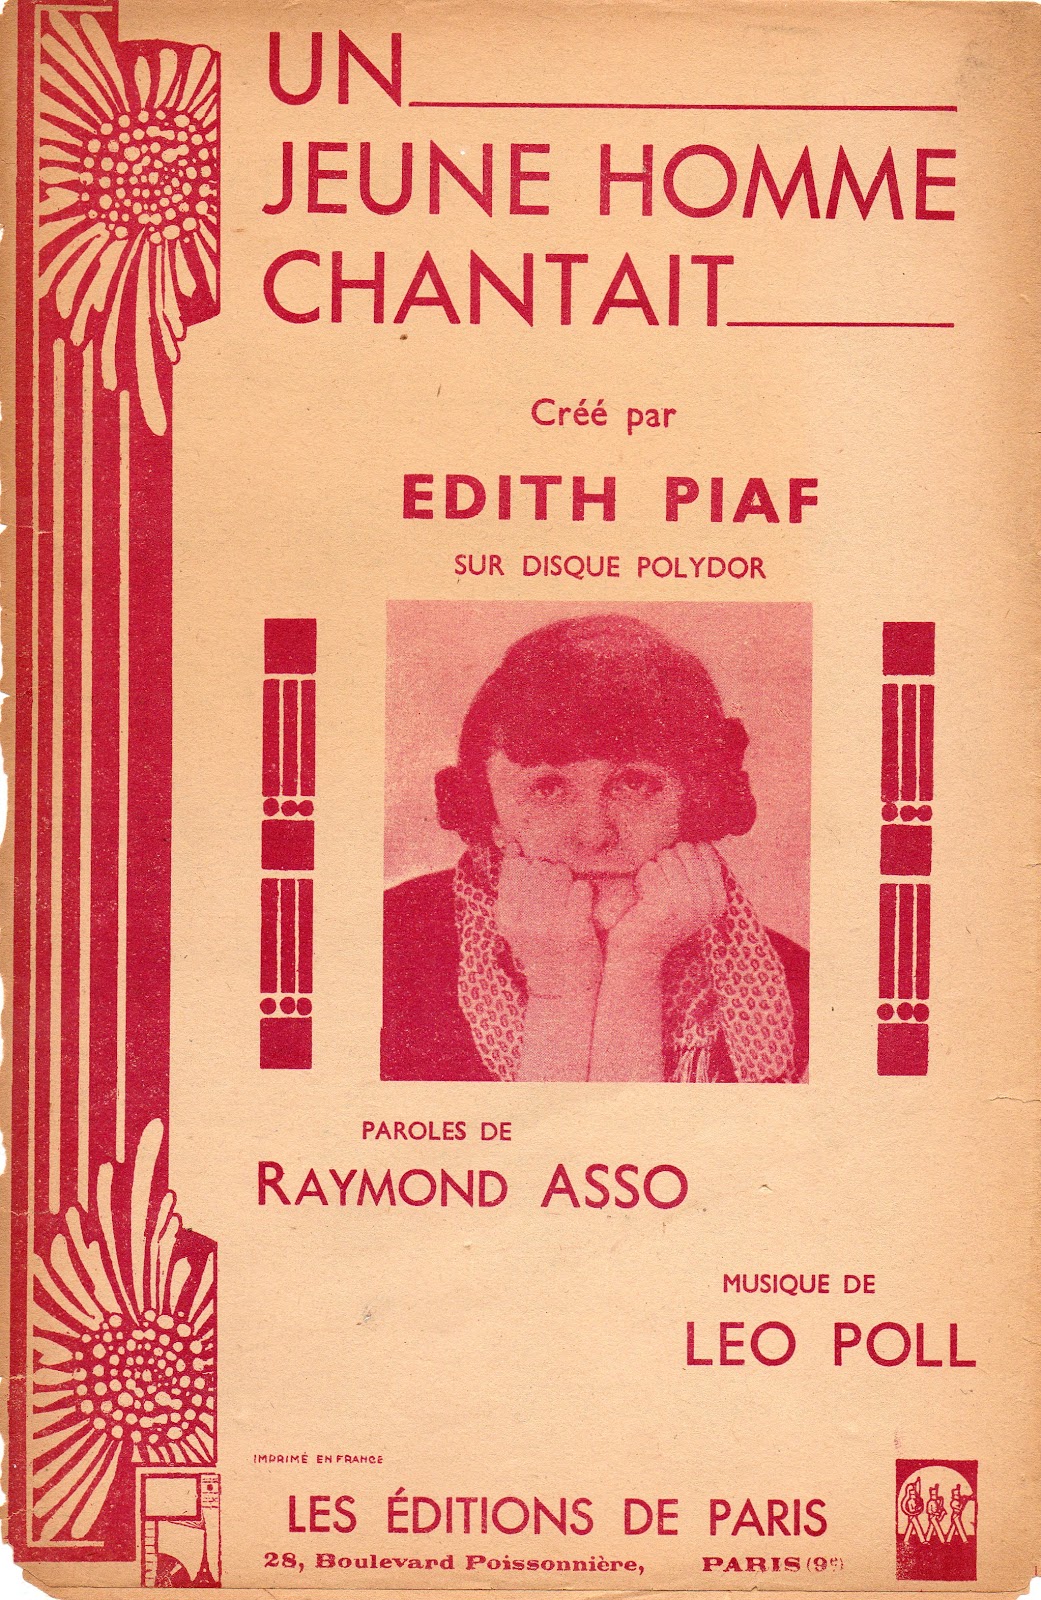 UN
JEUNE HOMME
CHANTAIT
Créé par
EDITH PIAF
SUR DISQUE POLYDOR
PAROLES DE
RAYMOND ASSO
MUSIQUE DE
LEO POLL
IMPRIMÉ EN FRANCE
LES ÉDITIONS DE PARIS
28, Boulevard Poissonnière, PARIS (9e)